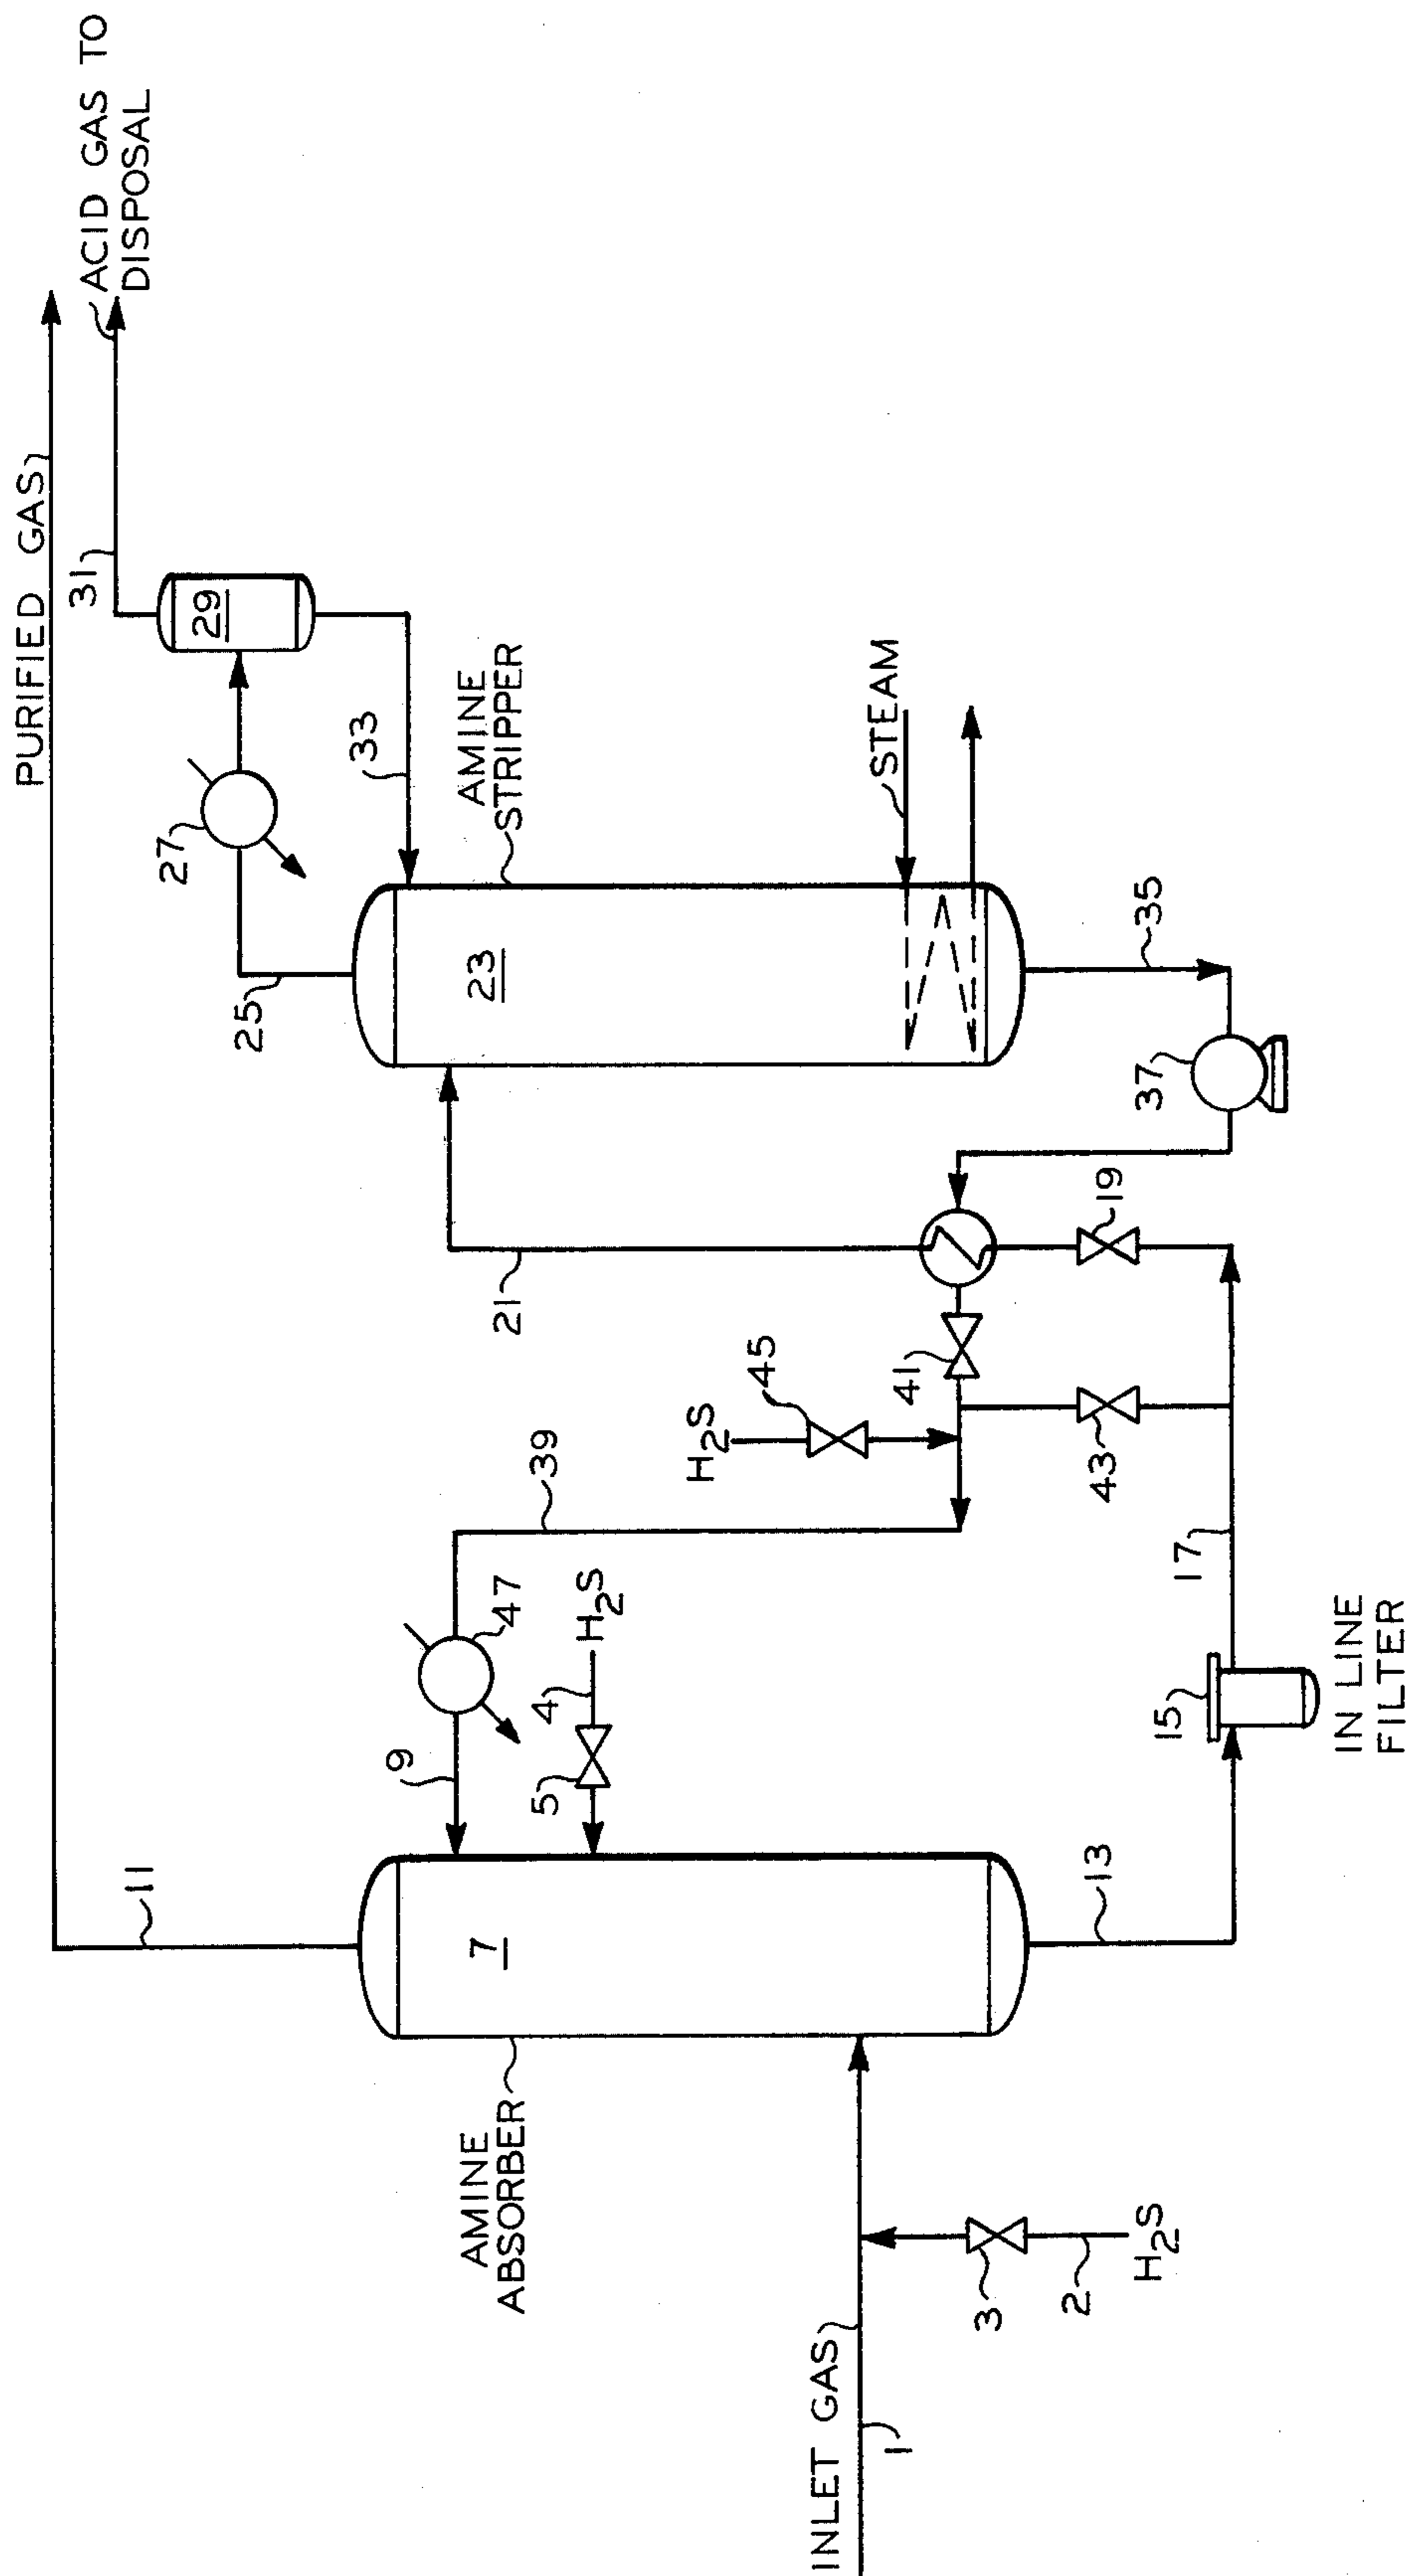 PURIFIED GAS
ACID GAS TO
DISPOSAL
31
29
27
33
25
AMINE
STRIPPER
23
STEAM
35
37
21
19
41
45
H2S
43
39
47
9
4
H2S
5
17
15
IN LINE
FILTER
11
7
13
AMINE
ABSORBER
3
2
H2S
INLET GAS
1